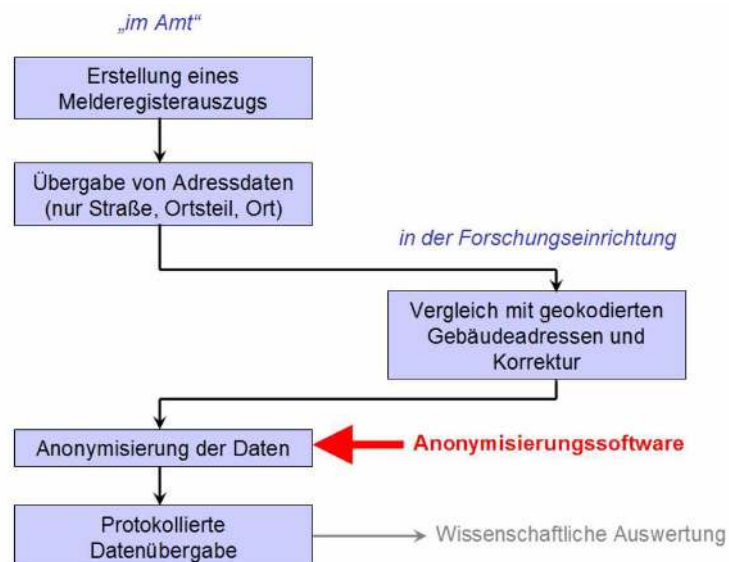 „im Amt“
Erstellung eines
Melderegisterauszugs
Übergabe von Adressdaten
(nur Straße, Ortsteil, Ort)
in der Forschungseinrichtung
Vergleich mit geokodierten
Gebäudeadressen und
Korrektur
Anonymisierung der Daten
Anonymisierungssoftware
Protokollierte
Datenübergabe
Wissenschaftliche Auswertung